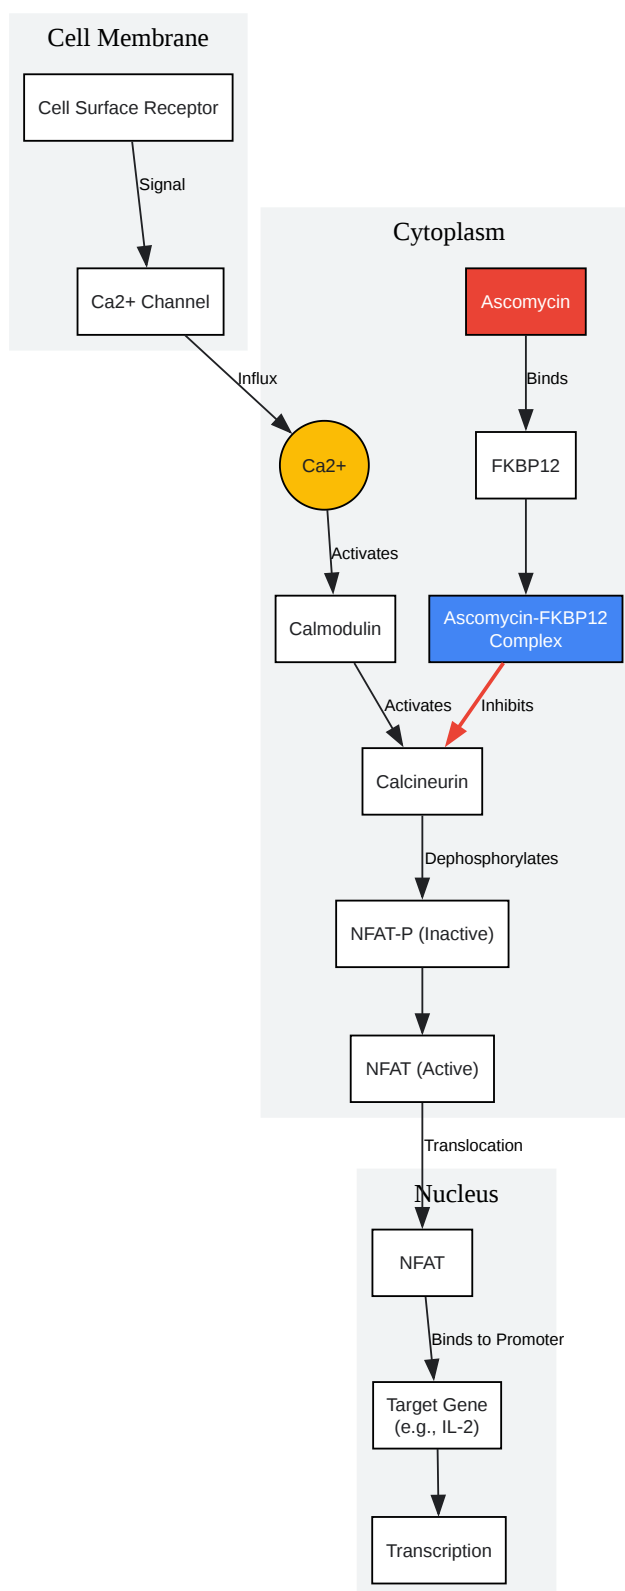 Cell Membrane
Cell Surface Receptor
Signal
Ca2+ Channel
Influx
Cytoplasm
Ascomycin
Binds
FKBP12
Ca2+
Activates
Calmodulin
Ascomycin-FKBP12
Complex
Activates
Inhibits
Calcineurin
Dephosphorylates
NFAT-P (Inactive)
NFAT (Active)
Translocation
Nucleus
NFAT
Binds to Promoter
Target Gene
(e.g., IL-2)
Transcription